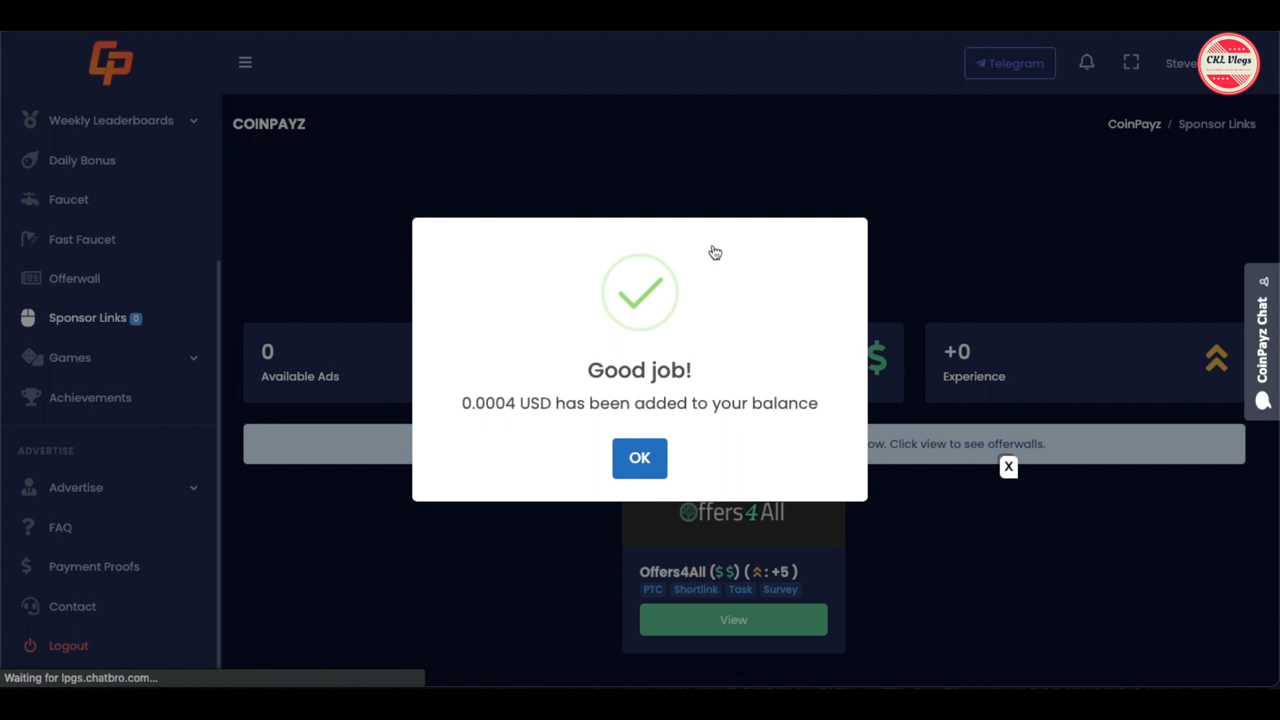 CP
Telegram
Steve
CKL Vlogs
Weekly Leaderboards
Daily Bonus
Faucet
Fast Faucet
Offerwall
Sponsor Links 0
Games
Achievements
ADVERTISE
Advertise
FAQ
Payment Proofs
Contact
Logout
COINPAYZ
CoinPayz / Sponsor Links
0
Available Ads
+0
Experience
Good job!
0.0004 USD has been added to your balance
OK
ow. Click view to see offerwalls.
X
Offers4All
Offers4All ($$) ( : +5 )
PTC Shortlink Task Survey
View
CoinPayz Chat
Waiting for lpgs.chatbro.com...